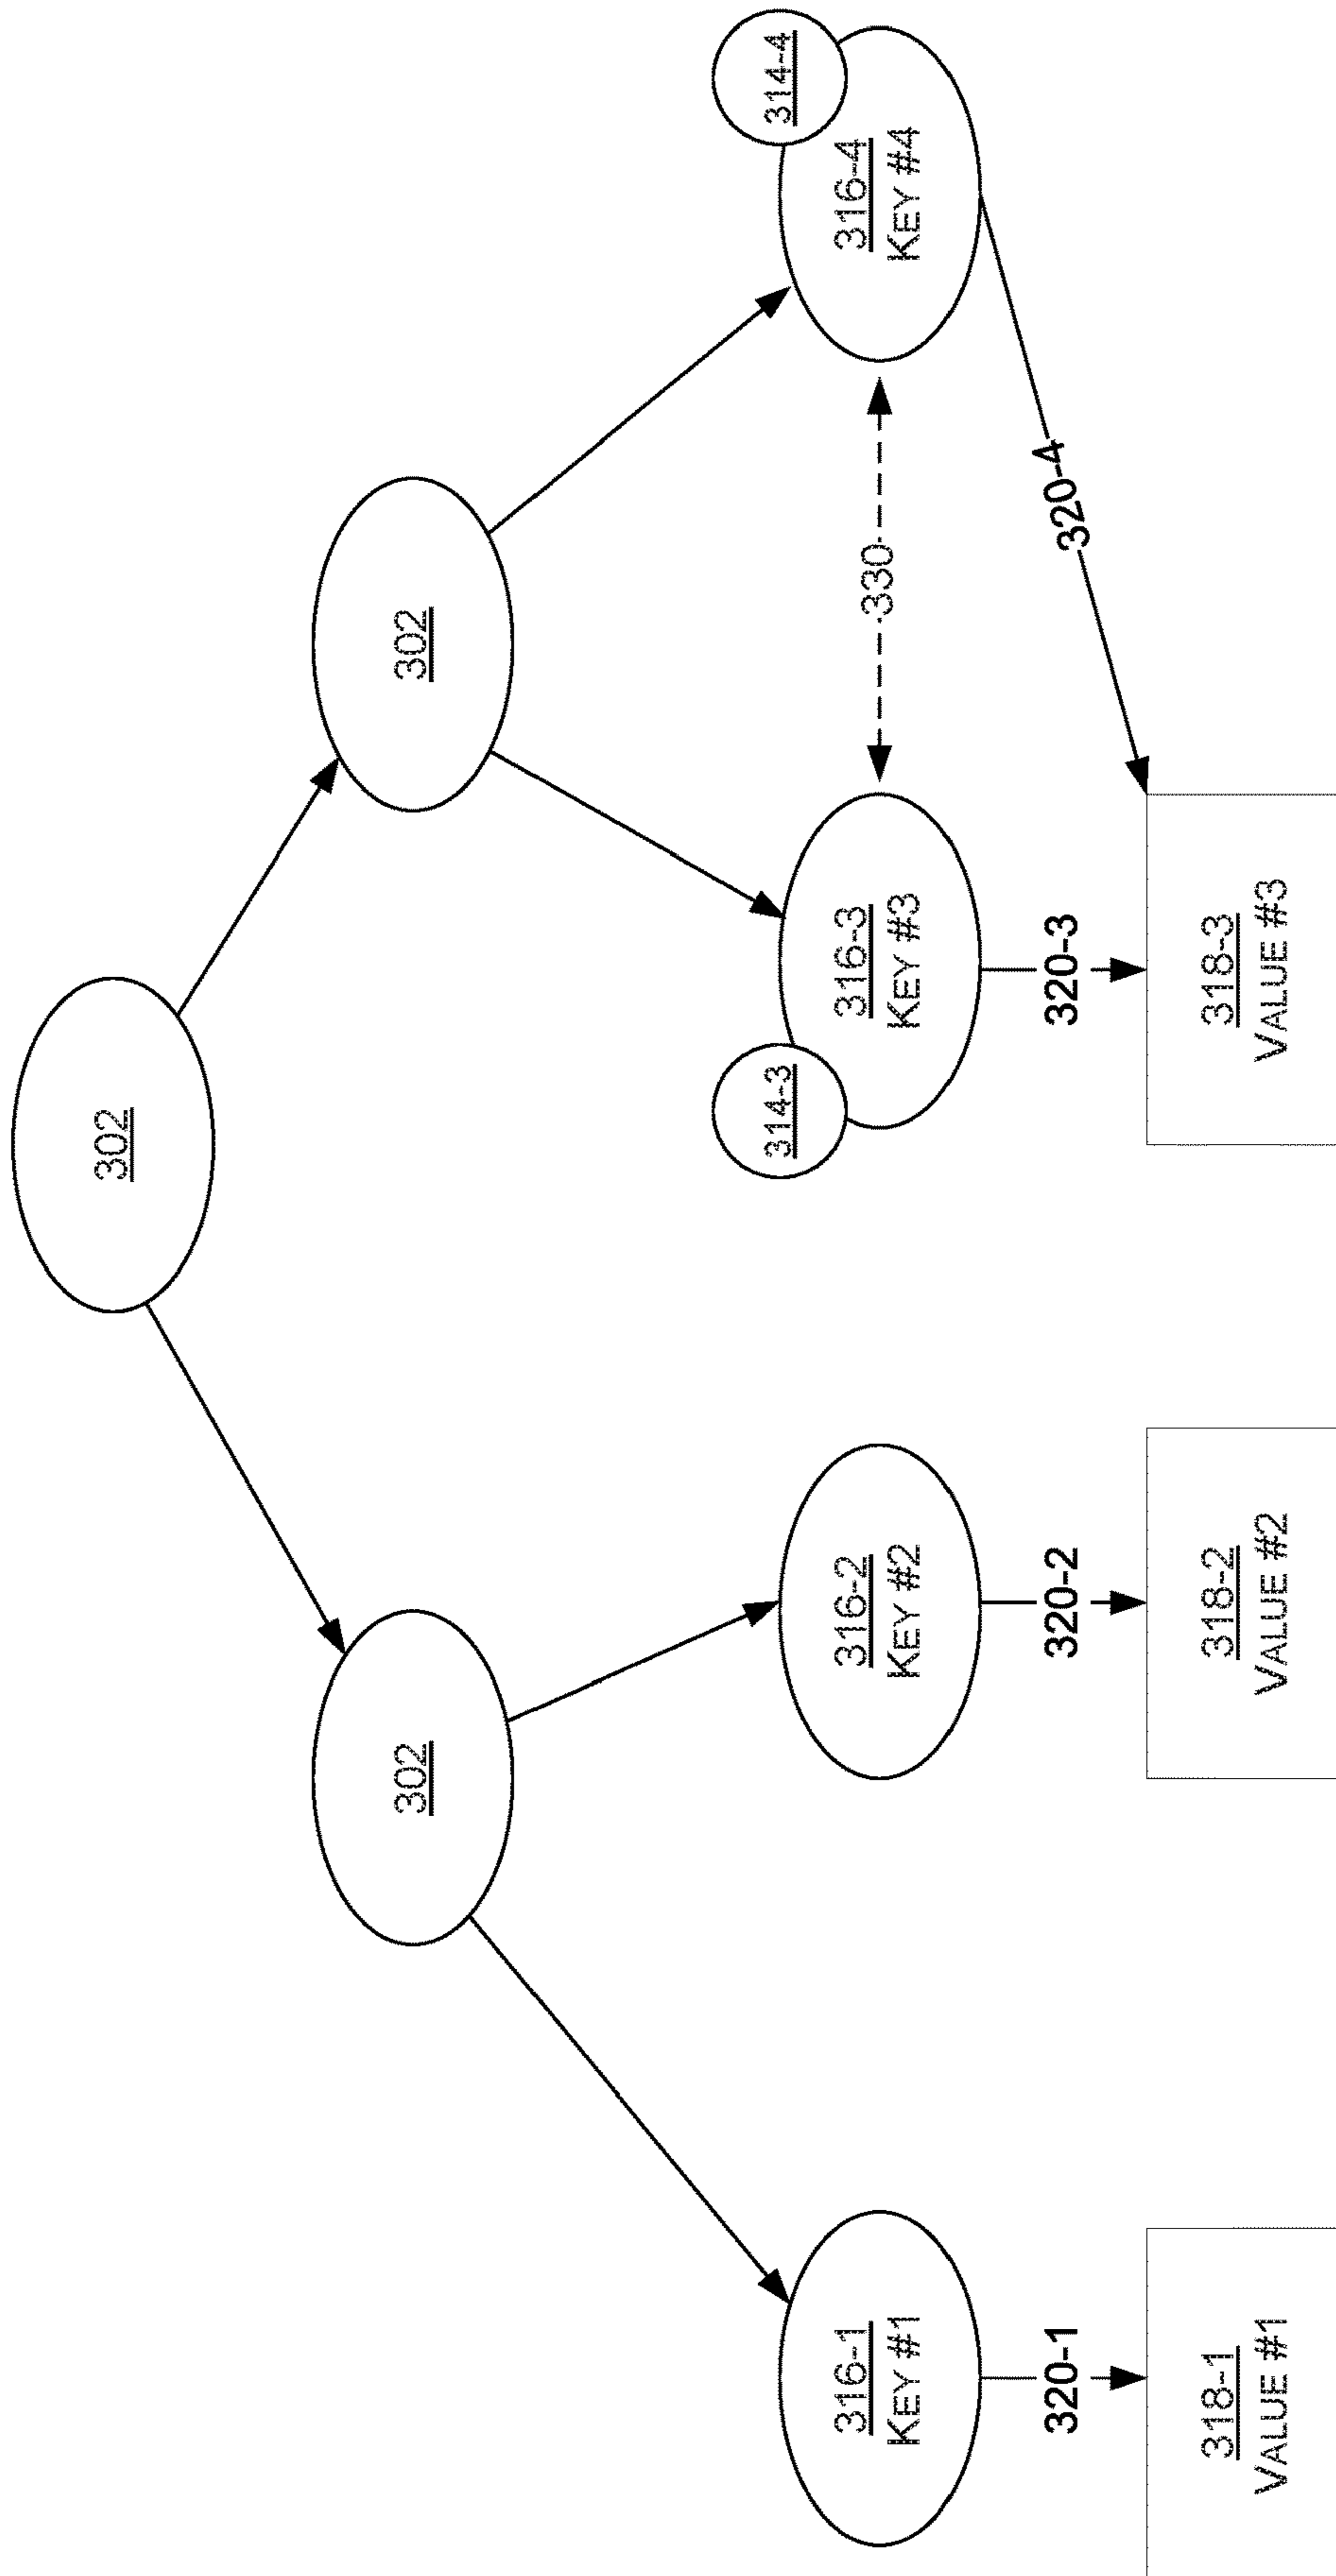 302
302
302
314-3
314-4
316-1
KEY #1
316-2
KEY #2
316-3
KEY #3
330
316-4
KEY #4
320-1
320-2
320-3
320-4
318-1
VALUE #1
318-2
VALUE #2
318-3
VALUE #3